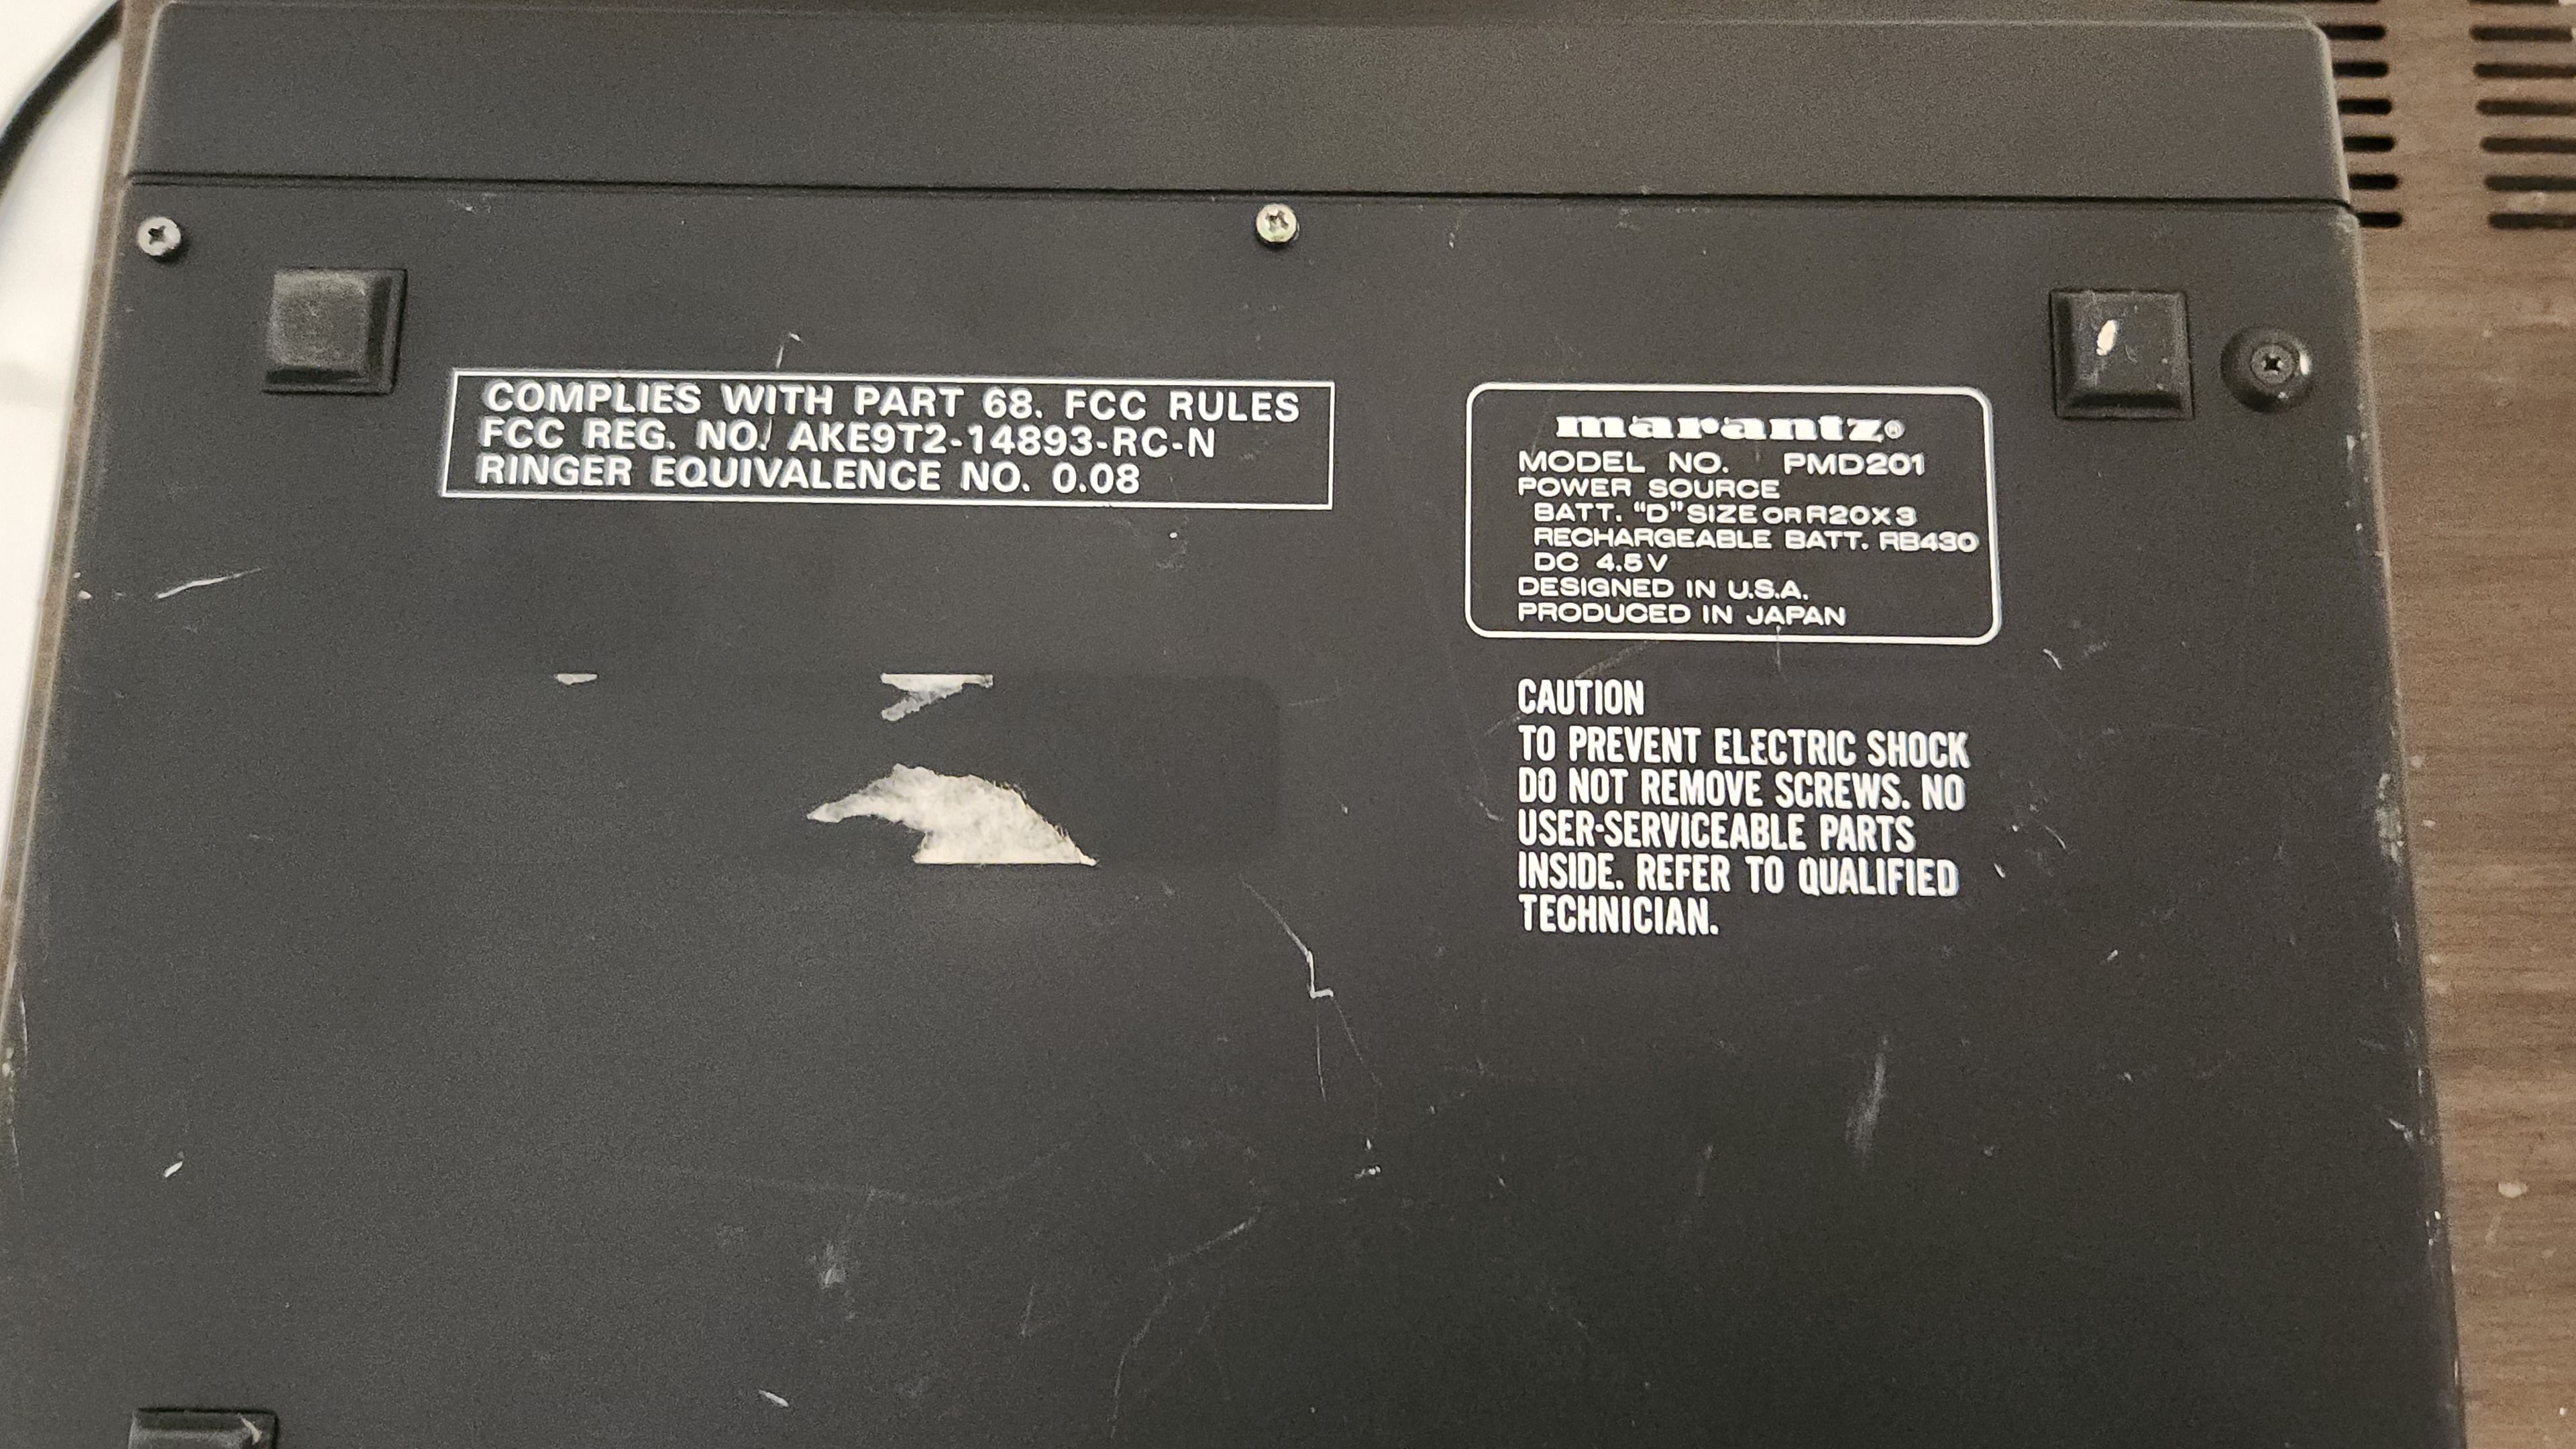 COMPLIES WITH PART 68. FCC RULES
FCC REG. NO. AKE9T2-14893-RC-N
RINGER EQUIVALENCE NO. 0.08
marantz®
MODEL NO. PMD201
POWER SOURCE
BATT. "D" SIZE OR R20X3
RECHARGEABLE BATT. RB430
DC 4.5V
DESIGNED IN U.S.A.
PRODUCED IN JAPAN
CAUTION
TO PREVENT ELECTRIC SHOCK
DO NOT REMOVE SCREWS. NO
USER-SERVICEABLE PARTS
INSIDE. REFER TO QUALIFIED
TECHNICIAN.